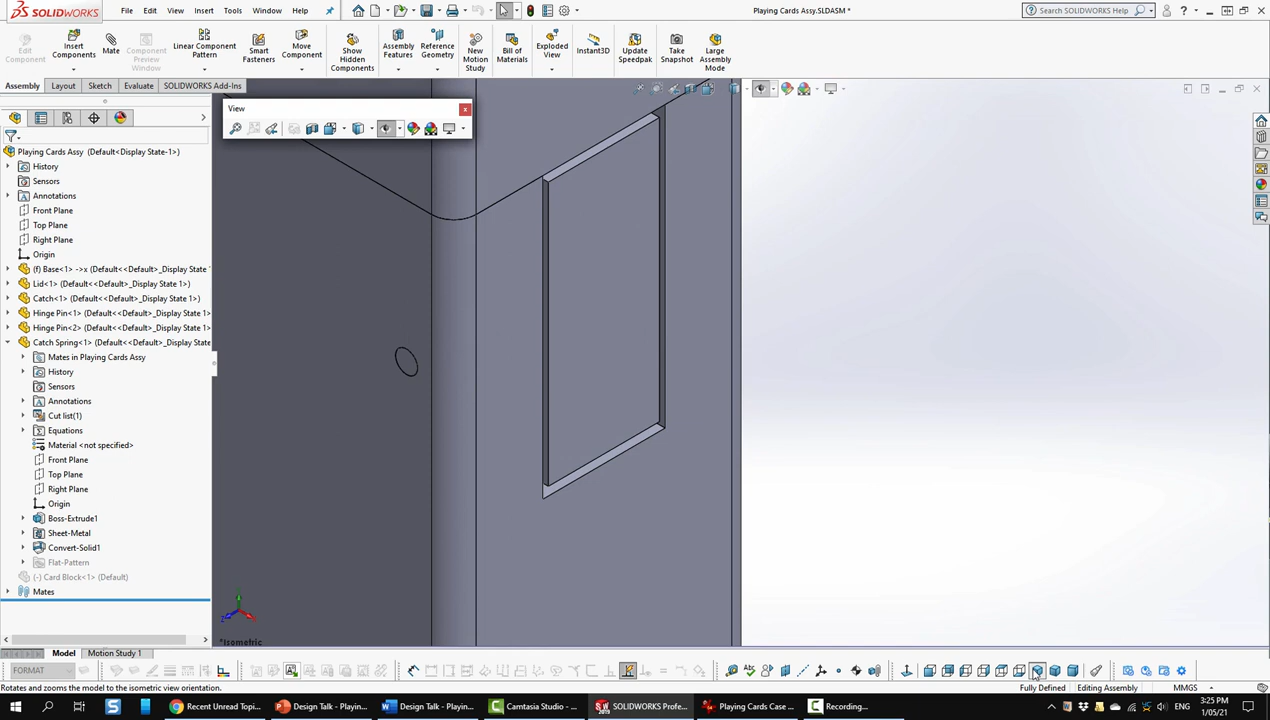 SOLIDWORKS File Edit View Insert Tools Window Help Playing Cards Assy.SLDASM * Search SOLIDWORKS Help
Edit Component
Insert Components
Mate
Component Preview Window
Linear Component Pattern
Smart Fasteners
Move Component
Show Hidden Components
Assembly Features
Reference Geometry
New Motion Study
Bill of Materials
Exploded View
Instant3D
Update Speedpak
Take Snapshot
Large Assembly Mode
Assembly Layout Sketch Evaluate SOLIDWORKS Add-Ins
View
Playing Cards Assy (Default<Display State-1>)
History
Sensors
Annotations
Front Plane
Top Plane
Right Plane
Origin
(f) Base<1> ->x (Default<<Default>_Display State
Lid<1> (Default<<Default>_Display State 1>)
Catch<1> (Default<<Default>_Display State 1>)
Hinge Pin<1> (Default<<Default>_Display State 1>
Hinge Pin<2> (Default<<Default>_Display State 1>
Catch Spring<1> (Default<<Default>_Display State
Mates in Playing Cards Assy
History
Sensors
Annotations
Cut list(1)
Equations
Material <not specified>
Front Plane
Top Plane
Right Plane
Origin
Boss-Extrude1
Sheet-Metal
Convert-Solid1
Flat-Pattern
(-) Card Block<1> (Default)
Mates
*Isometric
Model Motion Study 1
FORMAT
Rotates and zooms the model to the isometric view orientation. Fully Defined Editing Assembly MMGS
Recent Unread Topi... Design Talk - Playin... Design Talk - Playin... Camtasia Studio - ... SOLIDWORKS Profe... Playing Cards Case ... Recording... ENG 3:25 PM
1/05/21